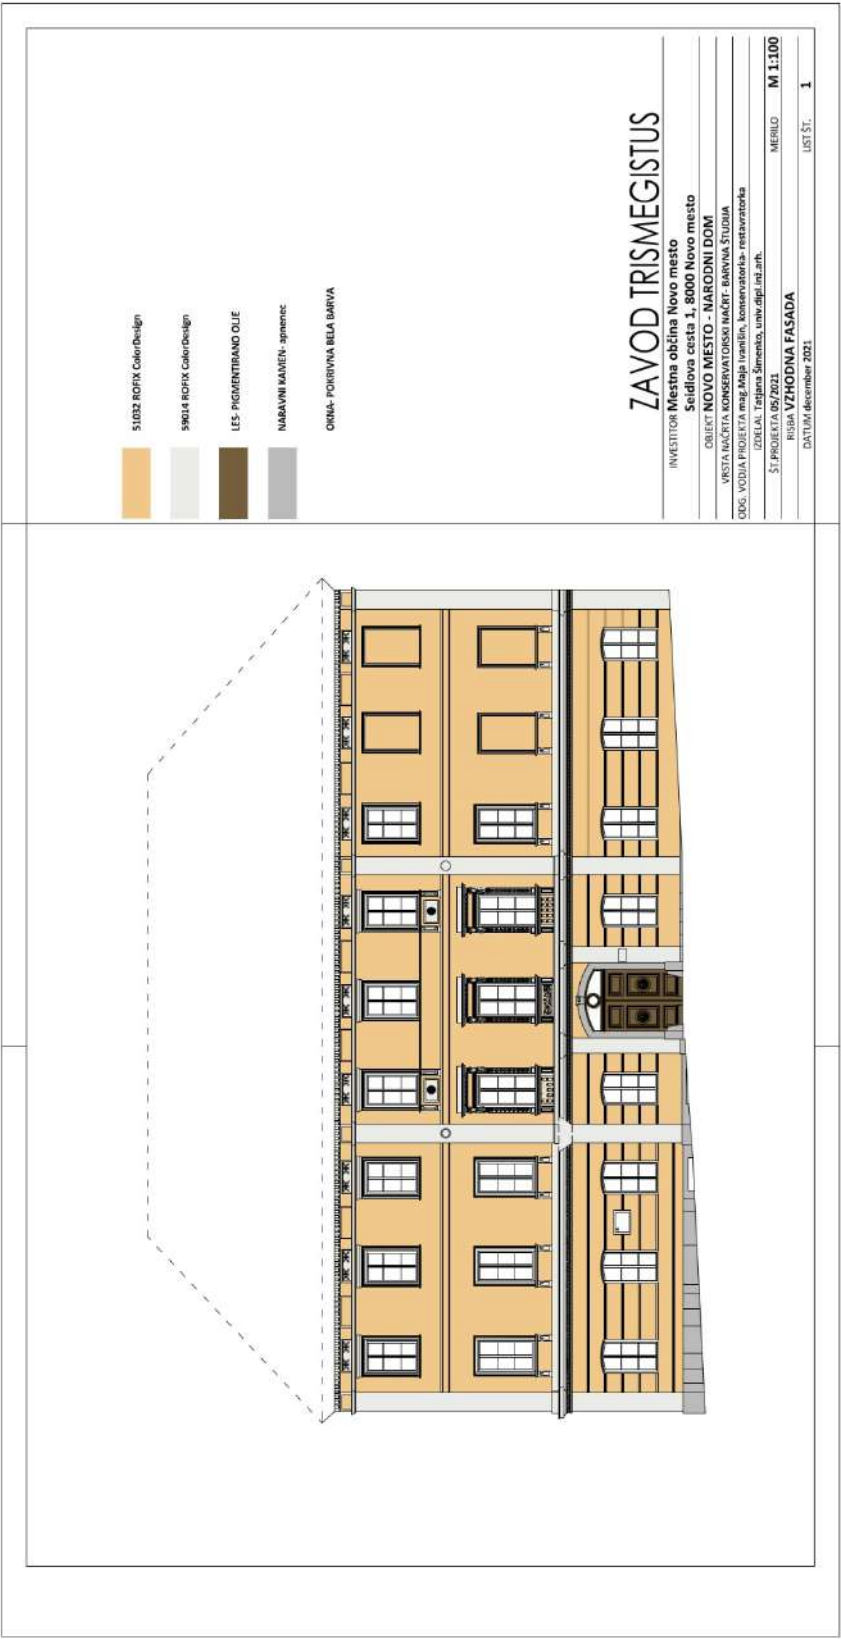 51032 ROFIX ColorDesign
59014 ROFIX ColorDesign
LES- PIGMENTIRANO OLJE
NARAVNI KAMEN- apnenec
OKNA- POKRIVNA BELA BARVA
ZAVOD TRISMEGISTUS
INVESTITOR Mestna občina Novo mesto
Seidlova cesta 1, 8000 Novo mesto
OBJEKT NOVO MESTO - NARODNI DOM
VRSTA NAČRTA KONSERVATORSKI NAČRT- BARVNA ŠTUDIJA
ODG. VODJA PROJEKTA mag.Maja Ivanišin, konservatorka- restavratorka
IZDELAL Tatjana Šimenko, univ.dipl.inž.arh.
ŠT.PROJEKTA 05/2021 MERILO M 1:100
RISBA VZHODNA FASADA
DATUM december 2021 LIST ŠT. 1